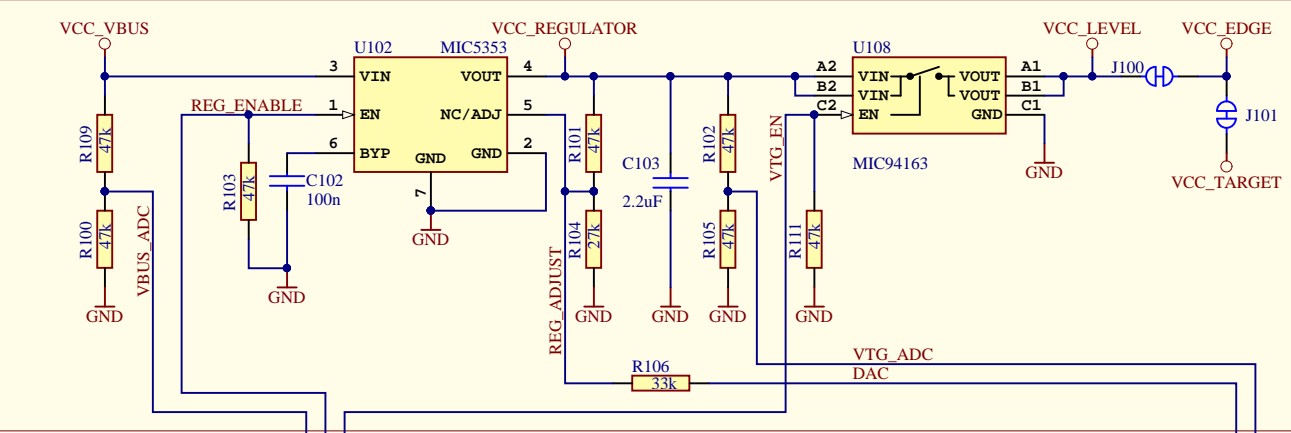 VCC_VBUS
VCC_REGULATOR
VCC_LEVEL
VCC_EDGE
U102 MIC5353
U108
3 VIN VOUT 4
A2 VIN VOUT A1
J100
B2 VIN VOUT B1
REG_ENABLE 1 EN NC/ADJ 5
C2 EN GND C1
J101
R109 47k
R101 47k
R102 47k
VTG_EN
6 BYP GND GND 2
7
MIC94163
GND
VCC_TARGET
R103 47k
C102
100n
C103
2.2uF
R100 47k
VBUS_ADC
GND
R104 27k
R105 47k
R111 47k
REG_ADJUST
GND
GND
GND
GND
GND
GND
VTG_ADC
R106
33k
DAC